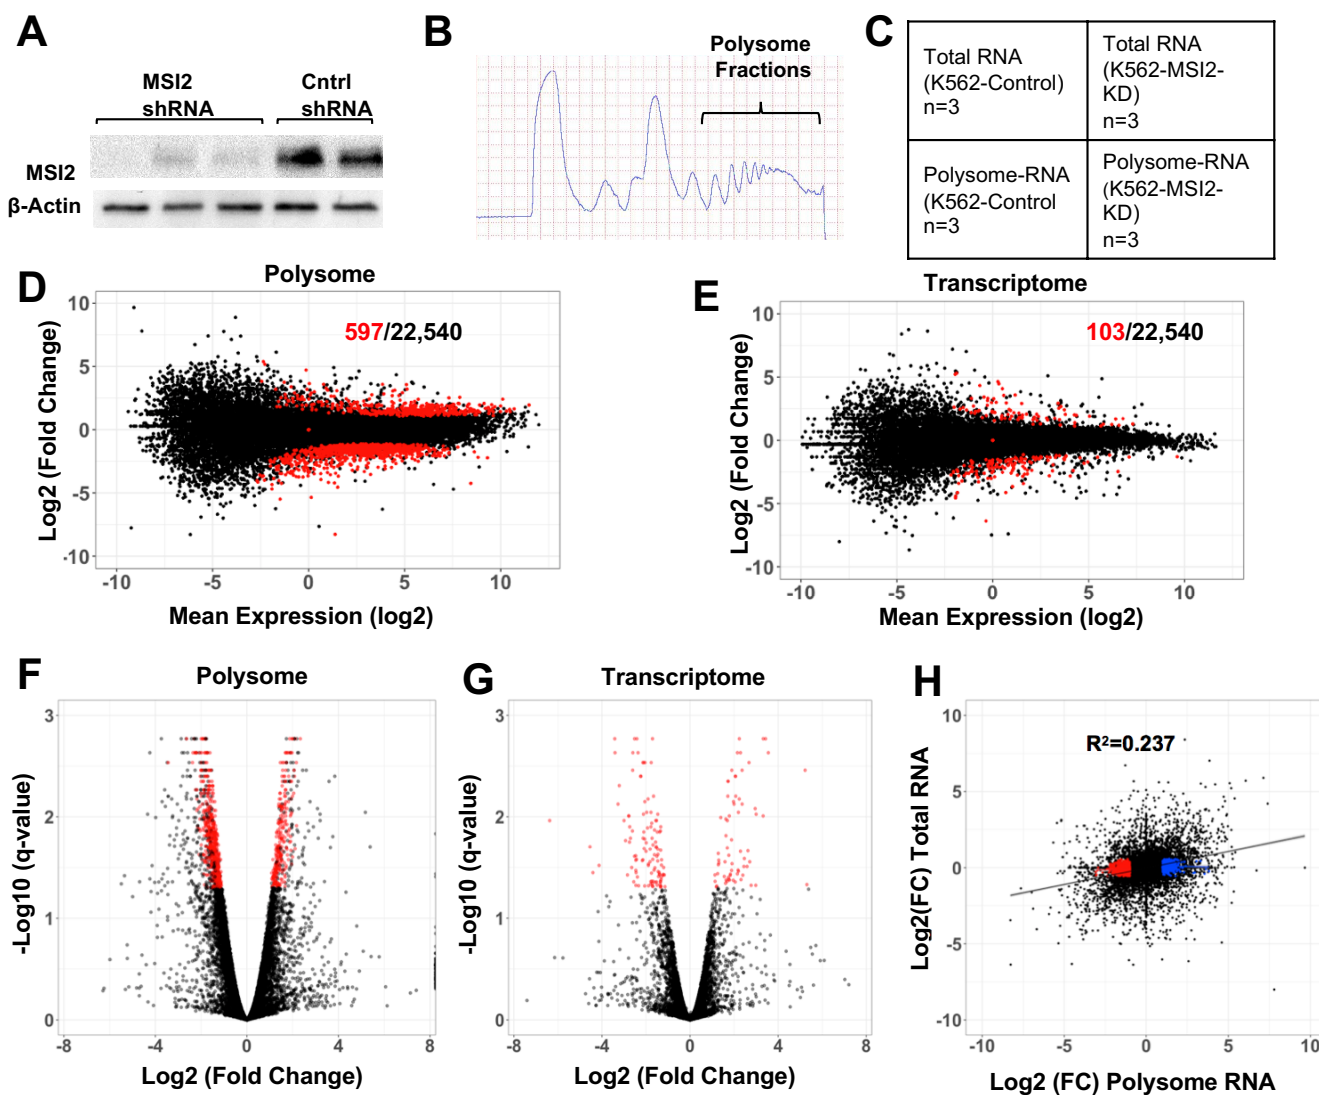 A
MSI2
shRNA
Cntrl
shRNA
MSI2
β-Actin
B
Polysome
Fractions
C
Total RNA
(K562-Control)
n=3
Total RNA
(K562-MSI2-
KD)
n=3
Polysome-RNA
(K562-Control
n=3
Polysome-RNA
(K562-MSI2-
KD)
n=3
D
Polysome
597/22,540
Log2 (Fold Change)
10
5
0
-5
-10
-10 -5 0 5 10
Mean Expression (log2)
E
Transcriptome
103/22,540
Log2 (Fold Change)
10
5
0
-5
-10
-10 -5 0 5 10
Mean Expression (log2)
F
Polysome
-Log10 (q-value)
3
2
1
0
-8 -4 0 4 8
Log2 (Fold Change)
G
Transcriptome
-Log10 (q-value)
3
2
1
0
-8 -4 0 4 8
Log2 (Fold Change)
H
R²=0.237
Log2(FC) Total RNA
10
5
0
-5
-10
-10 -5 0 5 10
Log2 (FC) Polysome RNA